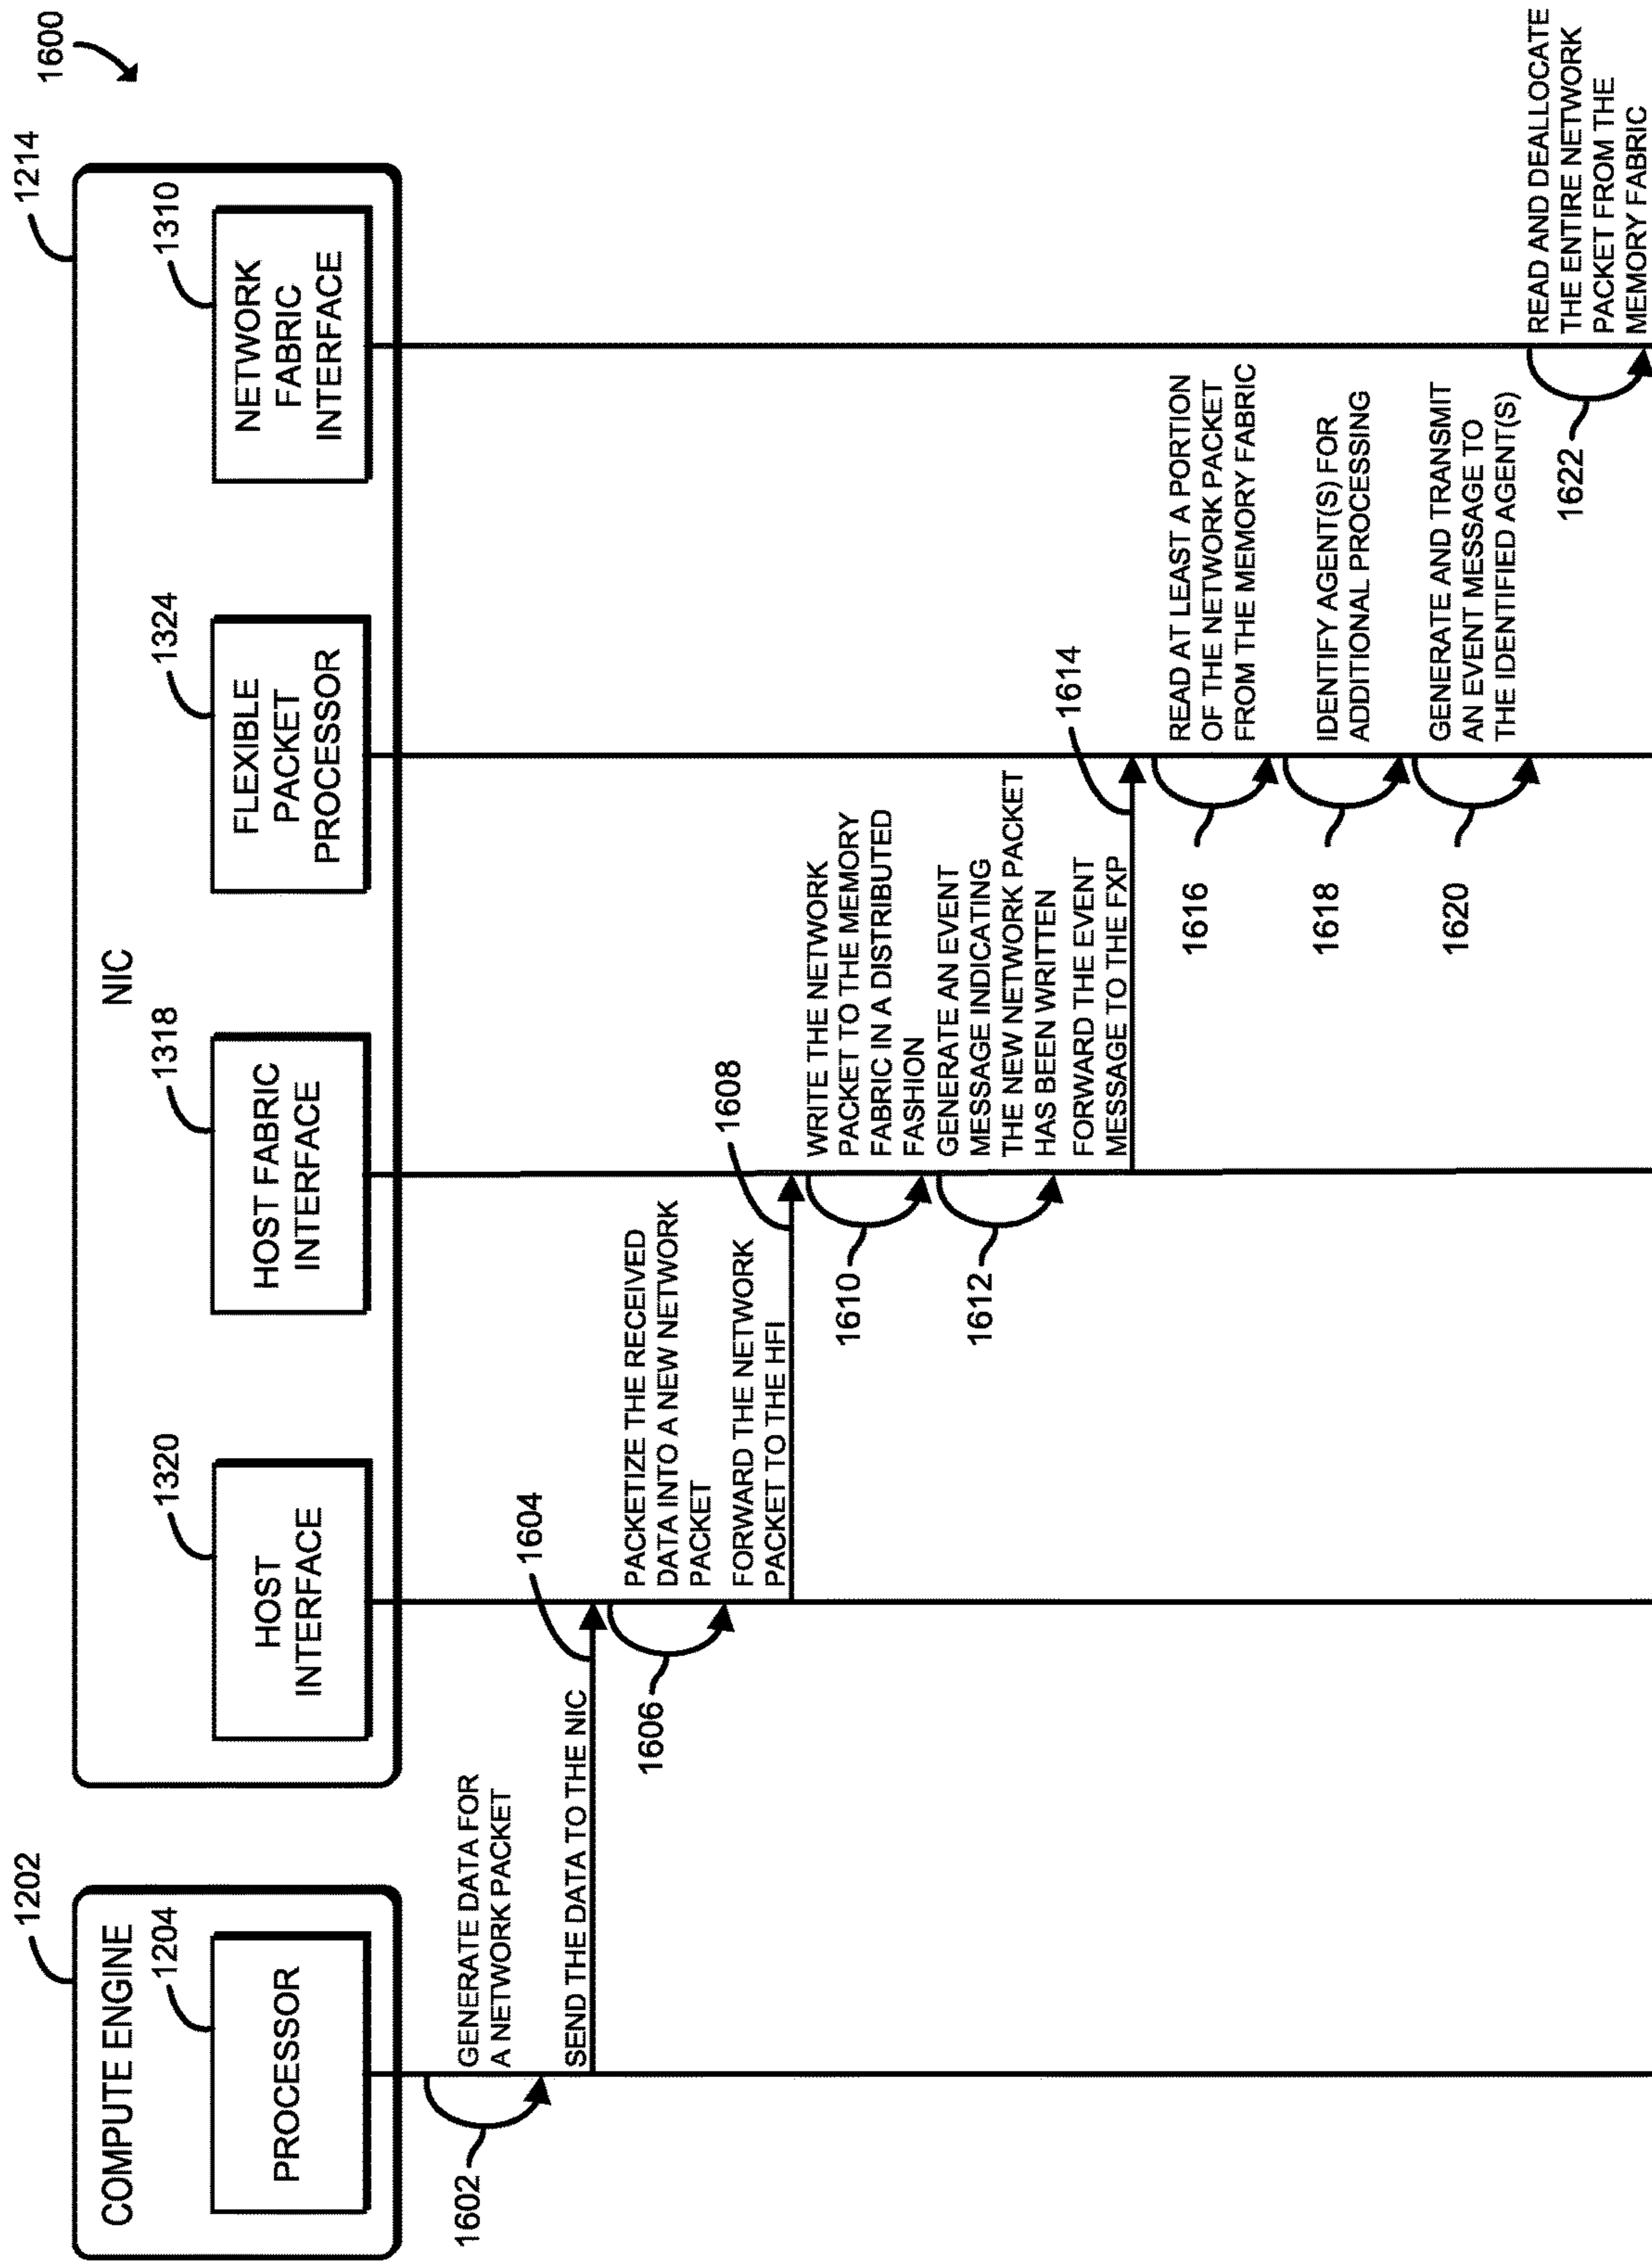 1600
1202
COMPUTE ENGINE
1204
PROCESSOR
1214
NIC
1320
HOST
INTERFACE
1318
HOST FABRIC
INTERFACE
1324
FLEXIBLE
PACKET
PROCESSOR
1310
NETWORK
FABRIC
INTERFACE
1602
GENERATE DATA FOR
A NETWORK PACKET
SEND THE DATA TO THE NIC
1604
1606
PACKETIZE THE RECEIVED
DATA INTO A NEW NETWORK
PACKET
FORWARD THE NETWORK
PACKET TO THE HFI
1608
1610
WRITE THE NETWORK
PACKET TO THE MEMORY
FABRIC IN A DISTRIBUTED
FASHION
1612
GENERATE AN EVENT
MESSAGE INDICATING
THE NEW NETWORK PACKET
HAS BEEN WRITTEN
FORWARD THE EVENT
MESSAGE TO THE FXP
1614
1616
READ AT LEAST A PORTION
OF THE NETWORK PACKET
FROM THE MEMORY FABRIC
1618
IDENTIFY AGENT(S) FOR
ADDITIONAL PROCESSING
1620
GENERATE AND TRANSMIT
AN EVENT MESSAGE TO
THE IDENTIFIED AGENT(S)
1622
READ AND DEALLOCATE
THE ENTIRE NETWORK
PACKET FROM THE
MEMORY FABRIC